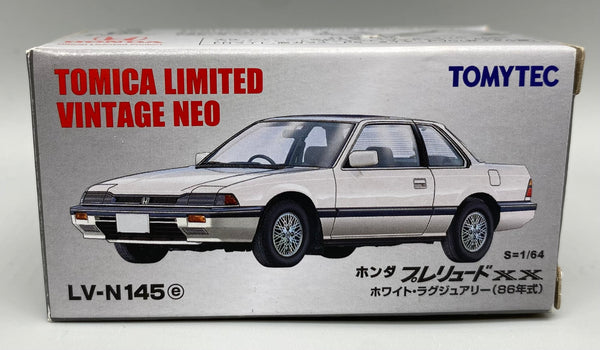 TOMICA LIMITED
VINTAGE NEO
TOMYTEC
S=1/64
ホンダ プレリュードXX
ホワイト・ラグジュアリー(86年式)
LV-N145ⓔ